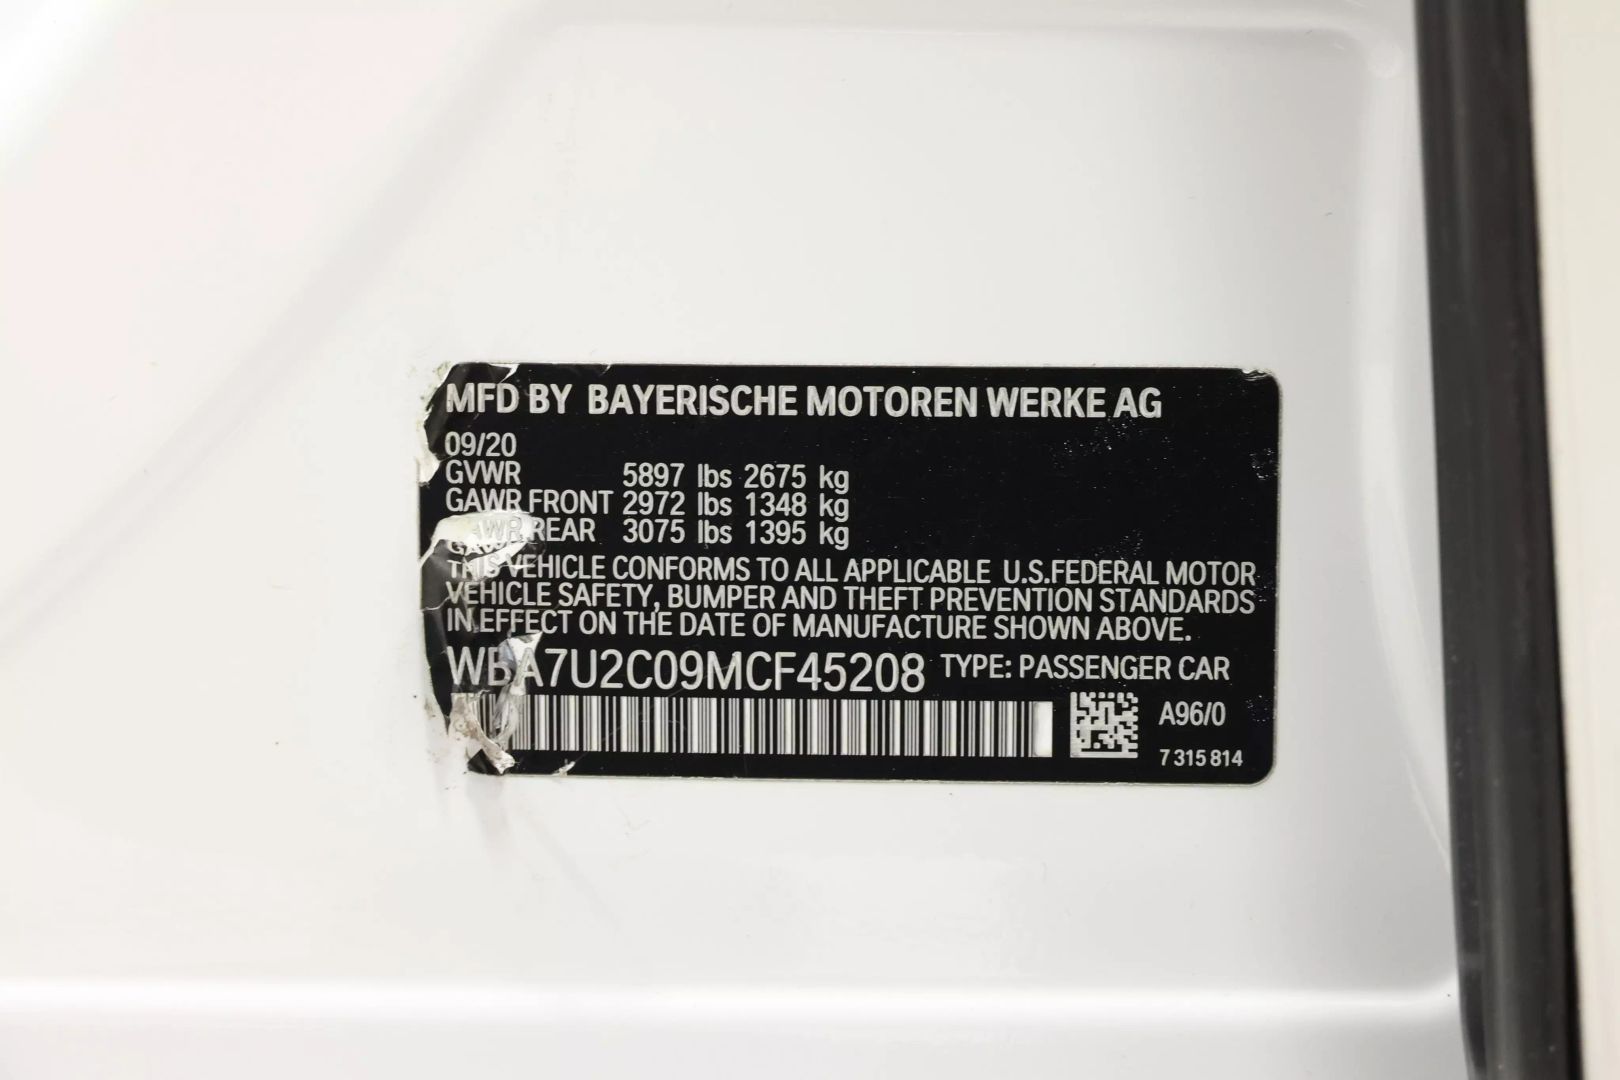 MFD BY BAYERISCHE MOTOREN WERKE AG
09/20
GVWR 5897 lbs 2675 kg
GAWR FRONT 2972 lbs 1348 kg
GAWR REAR 3075 lbs 1395 kg
THIS VEHICLE CONFORMS TO ALL APPLICABLE U.S.FEDERAL MOTOR
VEHICLE SAFETY, BUMPER AND THEFT PREVENTION STANDARDS
IN EFFECT ON THE DATE OF MANUFACTURE SHOWN ABOVE.
WBA7U2C09MCF45208 TYPE: PASSENGER CAR
A96/0
7 315 814